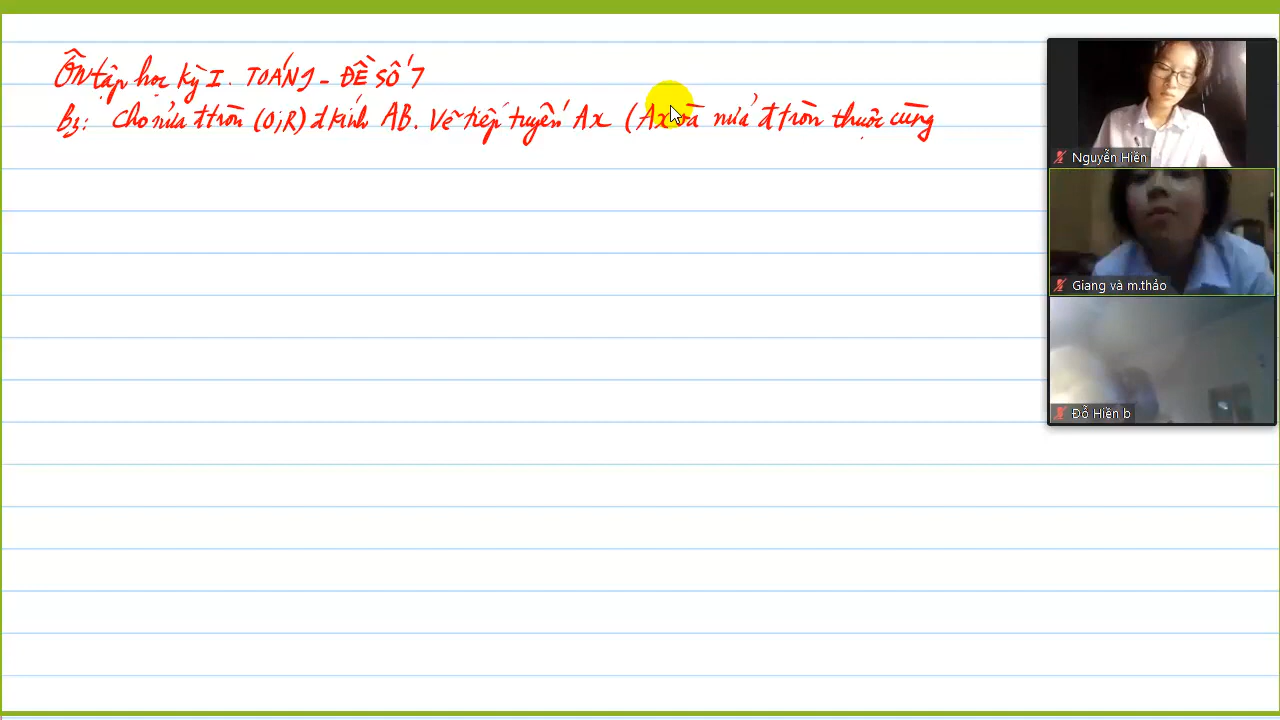 Ôn tập học kỳ I. TOÁN 9 - ĐỀ SỐ 7
B3: Cho nửa đtròn (O;R) đkính AB. Vẽ tiếp tuyến Ax (Ax và nửa đtròn thuộc cùng
Nguyễn Hiền
Giang và m.thảo
Đỗ Hiền b